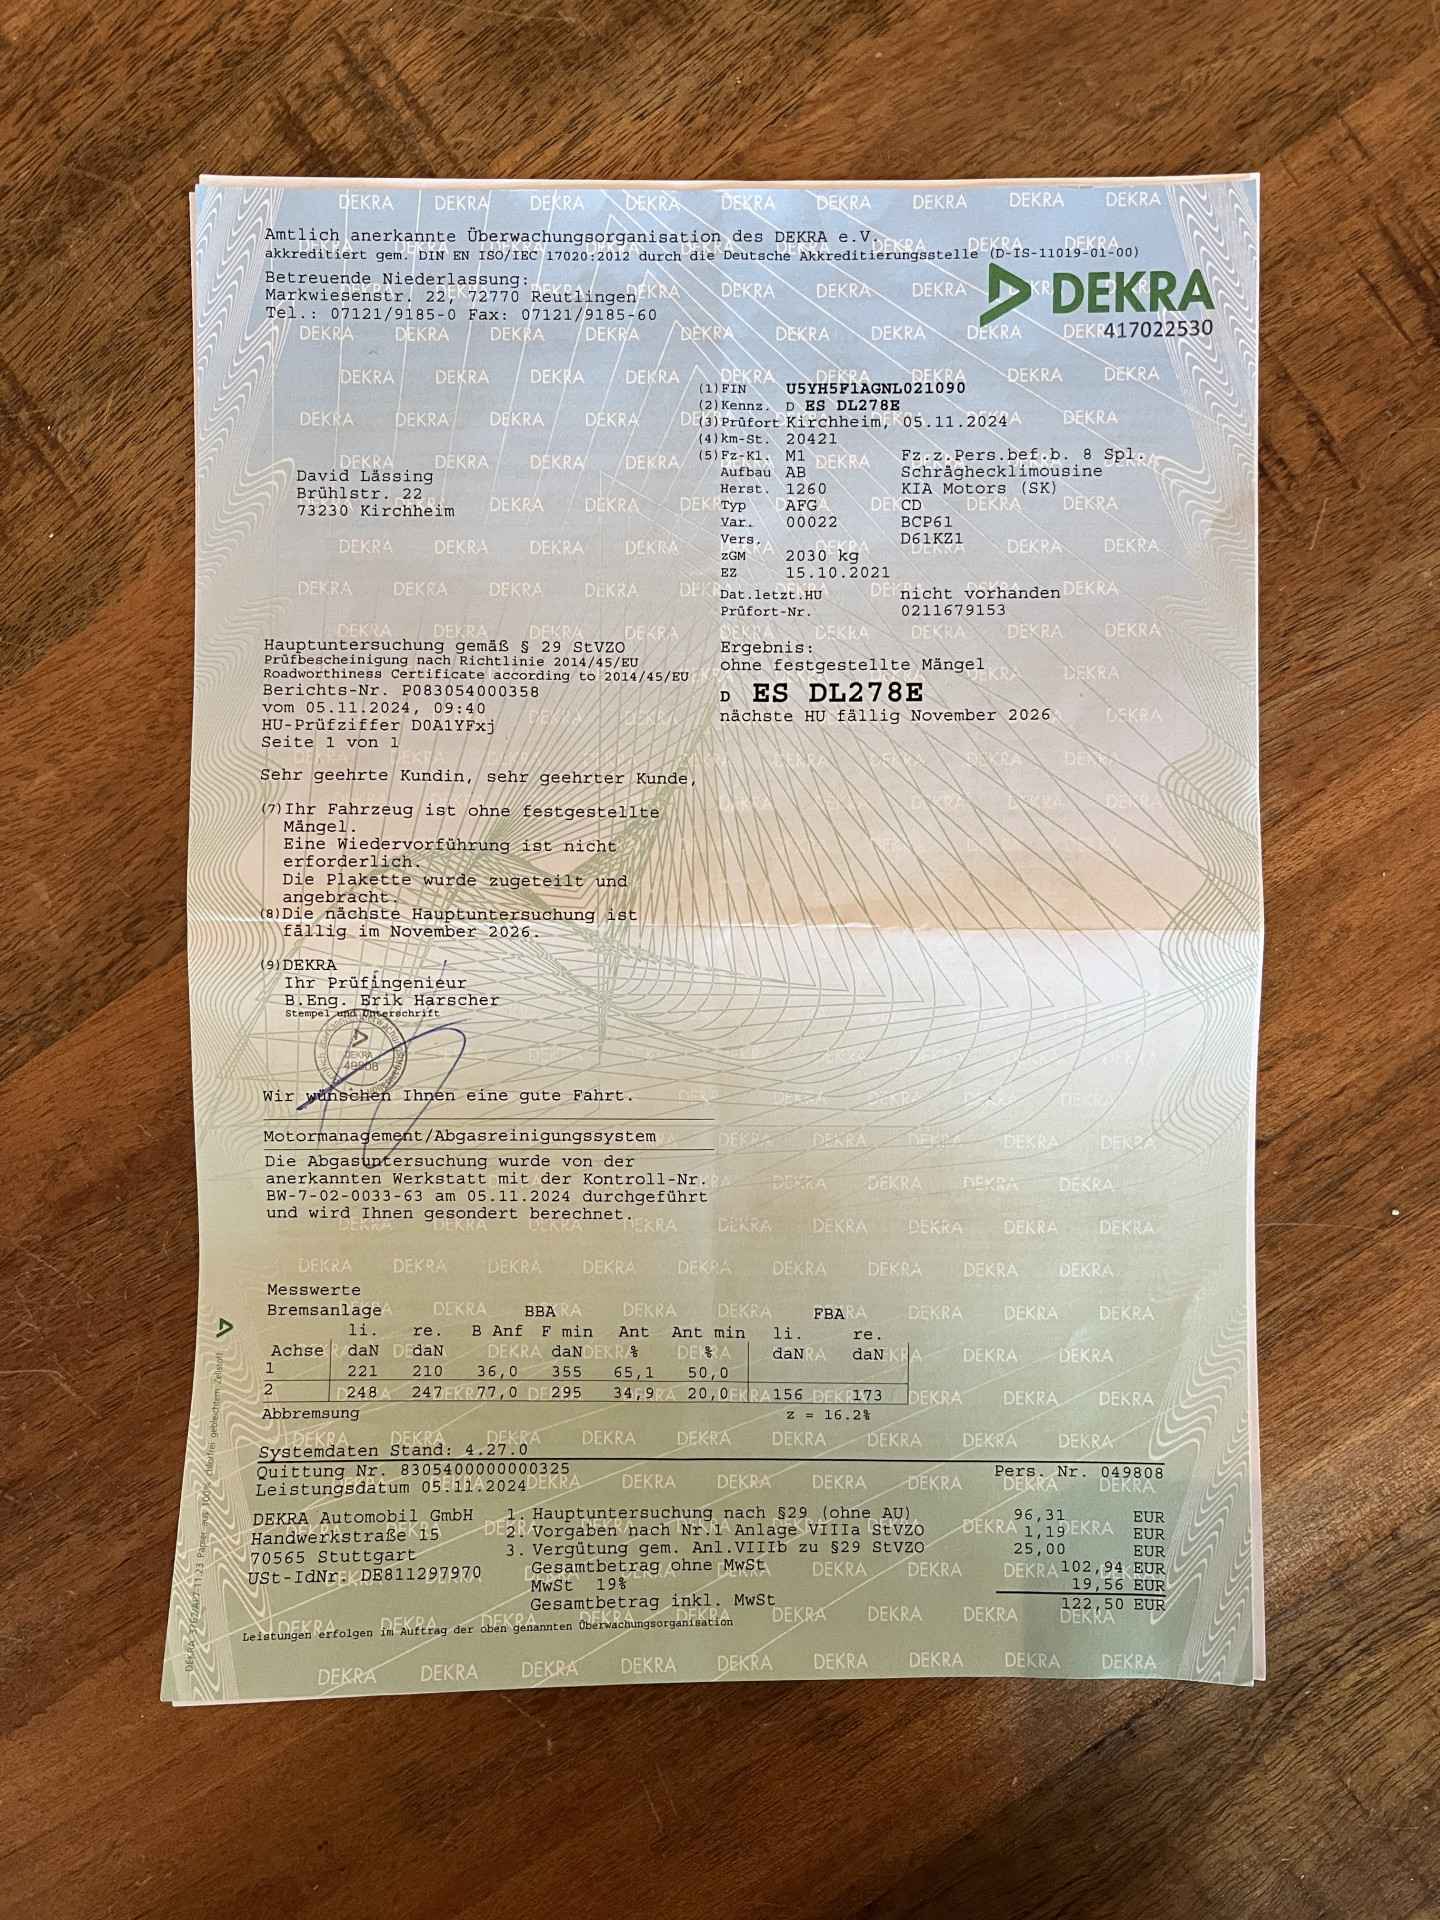 Amtlich anerkannte Überwachungsorganisation des DEKRA e.V.
akkreditiert gem. DIN EN ISO/IEC 17020:2012 durch die Deutsche Akkreditierungsstelle (D-IS-11019-01-00)
Betreuende Niederlassung:
Markwiesenstr. 22, 72770 Reutlingen
Tel.: 07121/9185-0 Fax: 07121/9185-60
DEKRA
417022530
(1) FIN U5YH5F1AGNL021090
(2) Kennz. D ES DL278E
(3) Prüfort Kirchheim, 05.11.2024
(4) km-St. 20421
(5) Fz-Kl. M1 Fz.z.Pers.bef.b. 8 Spl.
Aufbau AB Schräghecklimousine
Herst. 1260 KIA Motors (SK)
Typ AFG CD
Var. 00022 BCP61
Vers. D61KZ1
zGM 2030 kg
EZ 15.10.2021
Dat.letzt.HU nicht vorhanden
Prüfort-Nr. 0211679153
David Lässing
Brühlstr. 22
73230 Kirchheim
Hauptuntersuchung gemäß § 29 StVZO
Prüfbescheinigung nach Richtlinie 2014/45/EU
Roadworthiness Certificate according to 2014/45/EU
Berichts-Nr. P083054000358
vom 05.11.2024, 09:40
HU-Prüfziffer D0A1YFxj
Seite 1 von 1
Ergebnis:
ohne festgestellte Mängel
D ES DL278E
nächste HU fällig November 2026
Sehr geehrte Kundin, sehr geehrter Kunde,
(7) Ihr Fahrzeug ist ohne festgestellte
Mängel.
Eine Wiedervorführung ist nicht
erforderlich.
Die Plakette wurde zugeteilt und
angebracht.
(8) Die nächste Hauptuntersuchung ist
fällig im November 2026.
(9) DEKRA
Ihr Prüfingenieur
B.Eng. Erik Harscher
Stempel und Unterschrift
DEKRA
49808
Wir wünschen Ihnen eine gute Fahrt.
Motormanagement/Abgasreinigungssystem
Die Abgasuntersuchung wurde von der
anerkannten Werkstatt mit der Kontroll-Nr.
BW-7-02-0033-63 am 05.11.2024 durchgeführt
und wird Ihnen gesondert berechnet.
Messwerte
Bremsanlage BBA FBA
li. re. B Anf F min Ant Ant min li. re.
Achse daN daN daN % % daN daN
1 221 210 36,0 355 65,1 50,0
2 248 247 77,0 295 34,9 20,0 156 173
Abbremsung z = 16.2%
Systemdaten Stand: 4.27.0
Quittung Nr. 8305400000000325 Pers. Nr. 049808
Leistungsdatum 05.11.2024
DEKRA Automobil GmbH
Handwerkstraße 15
70565 Stuttgart
USt-IdNr. DE811297970
1. Hauptuntersuchung nach §29 (ohne AU) 96,31 EUR
2. Vorgaben nach Nr.1 Anlage VIIIa StVZO 1,19 EUR
3. Vergütung gem. Anl.VIIIb zu §29 StVZO 25,00 EUR
Gesamtbetrag ohne MwSt 102,94 EUR
MwSt 19% 19,56 EUR
Gesamtbetrag inkl. MwSt 122,50 EUR
Leistungen erfolgen im Auftrag der oben genannten Überwachungsorganisation